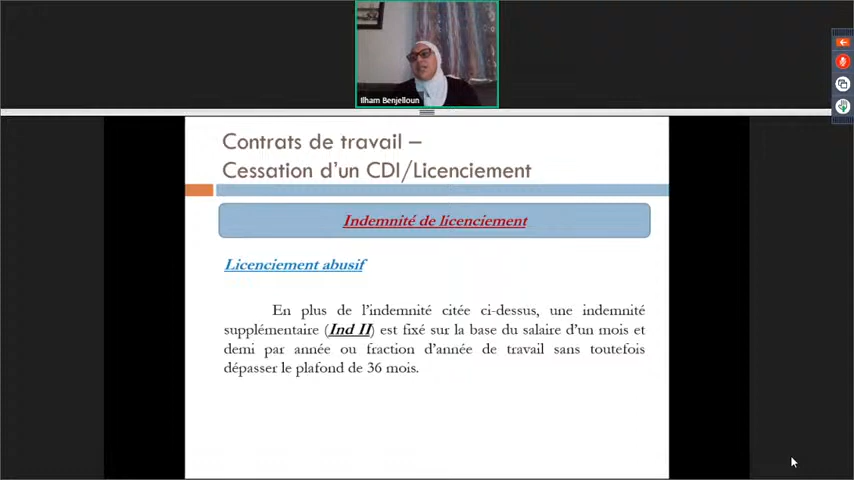 Ilham Benjelloun
Contrats de travail –
Cessation d'un CDI/Licenciement
Indemnité de licenciement
Licenciement abusif
En plus de l'indemnité citée ci-dessus, une indemnité
supplémentaire (Ind II) est fixé sur la base du salaire d'un mois et
demi par année ou fraction d'année de travail sans toutefois
dépasser le plafond de 36 mois.